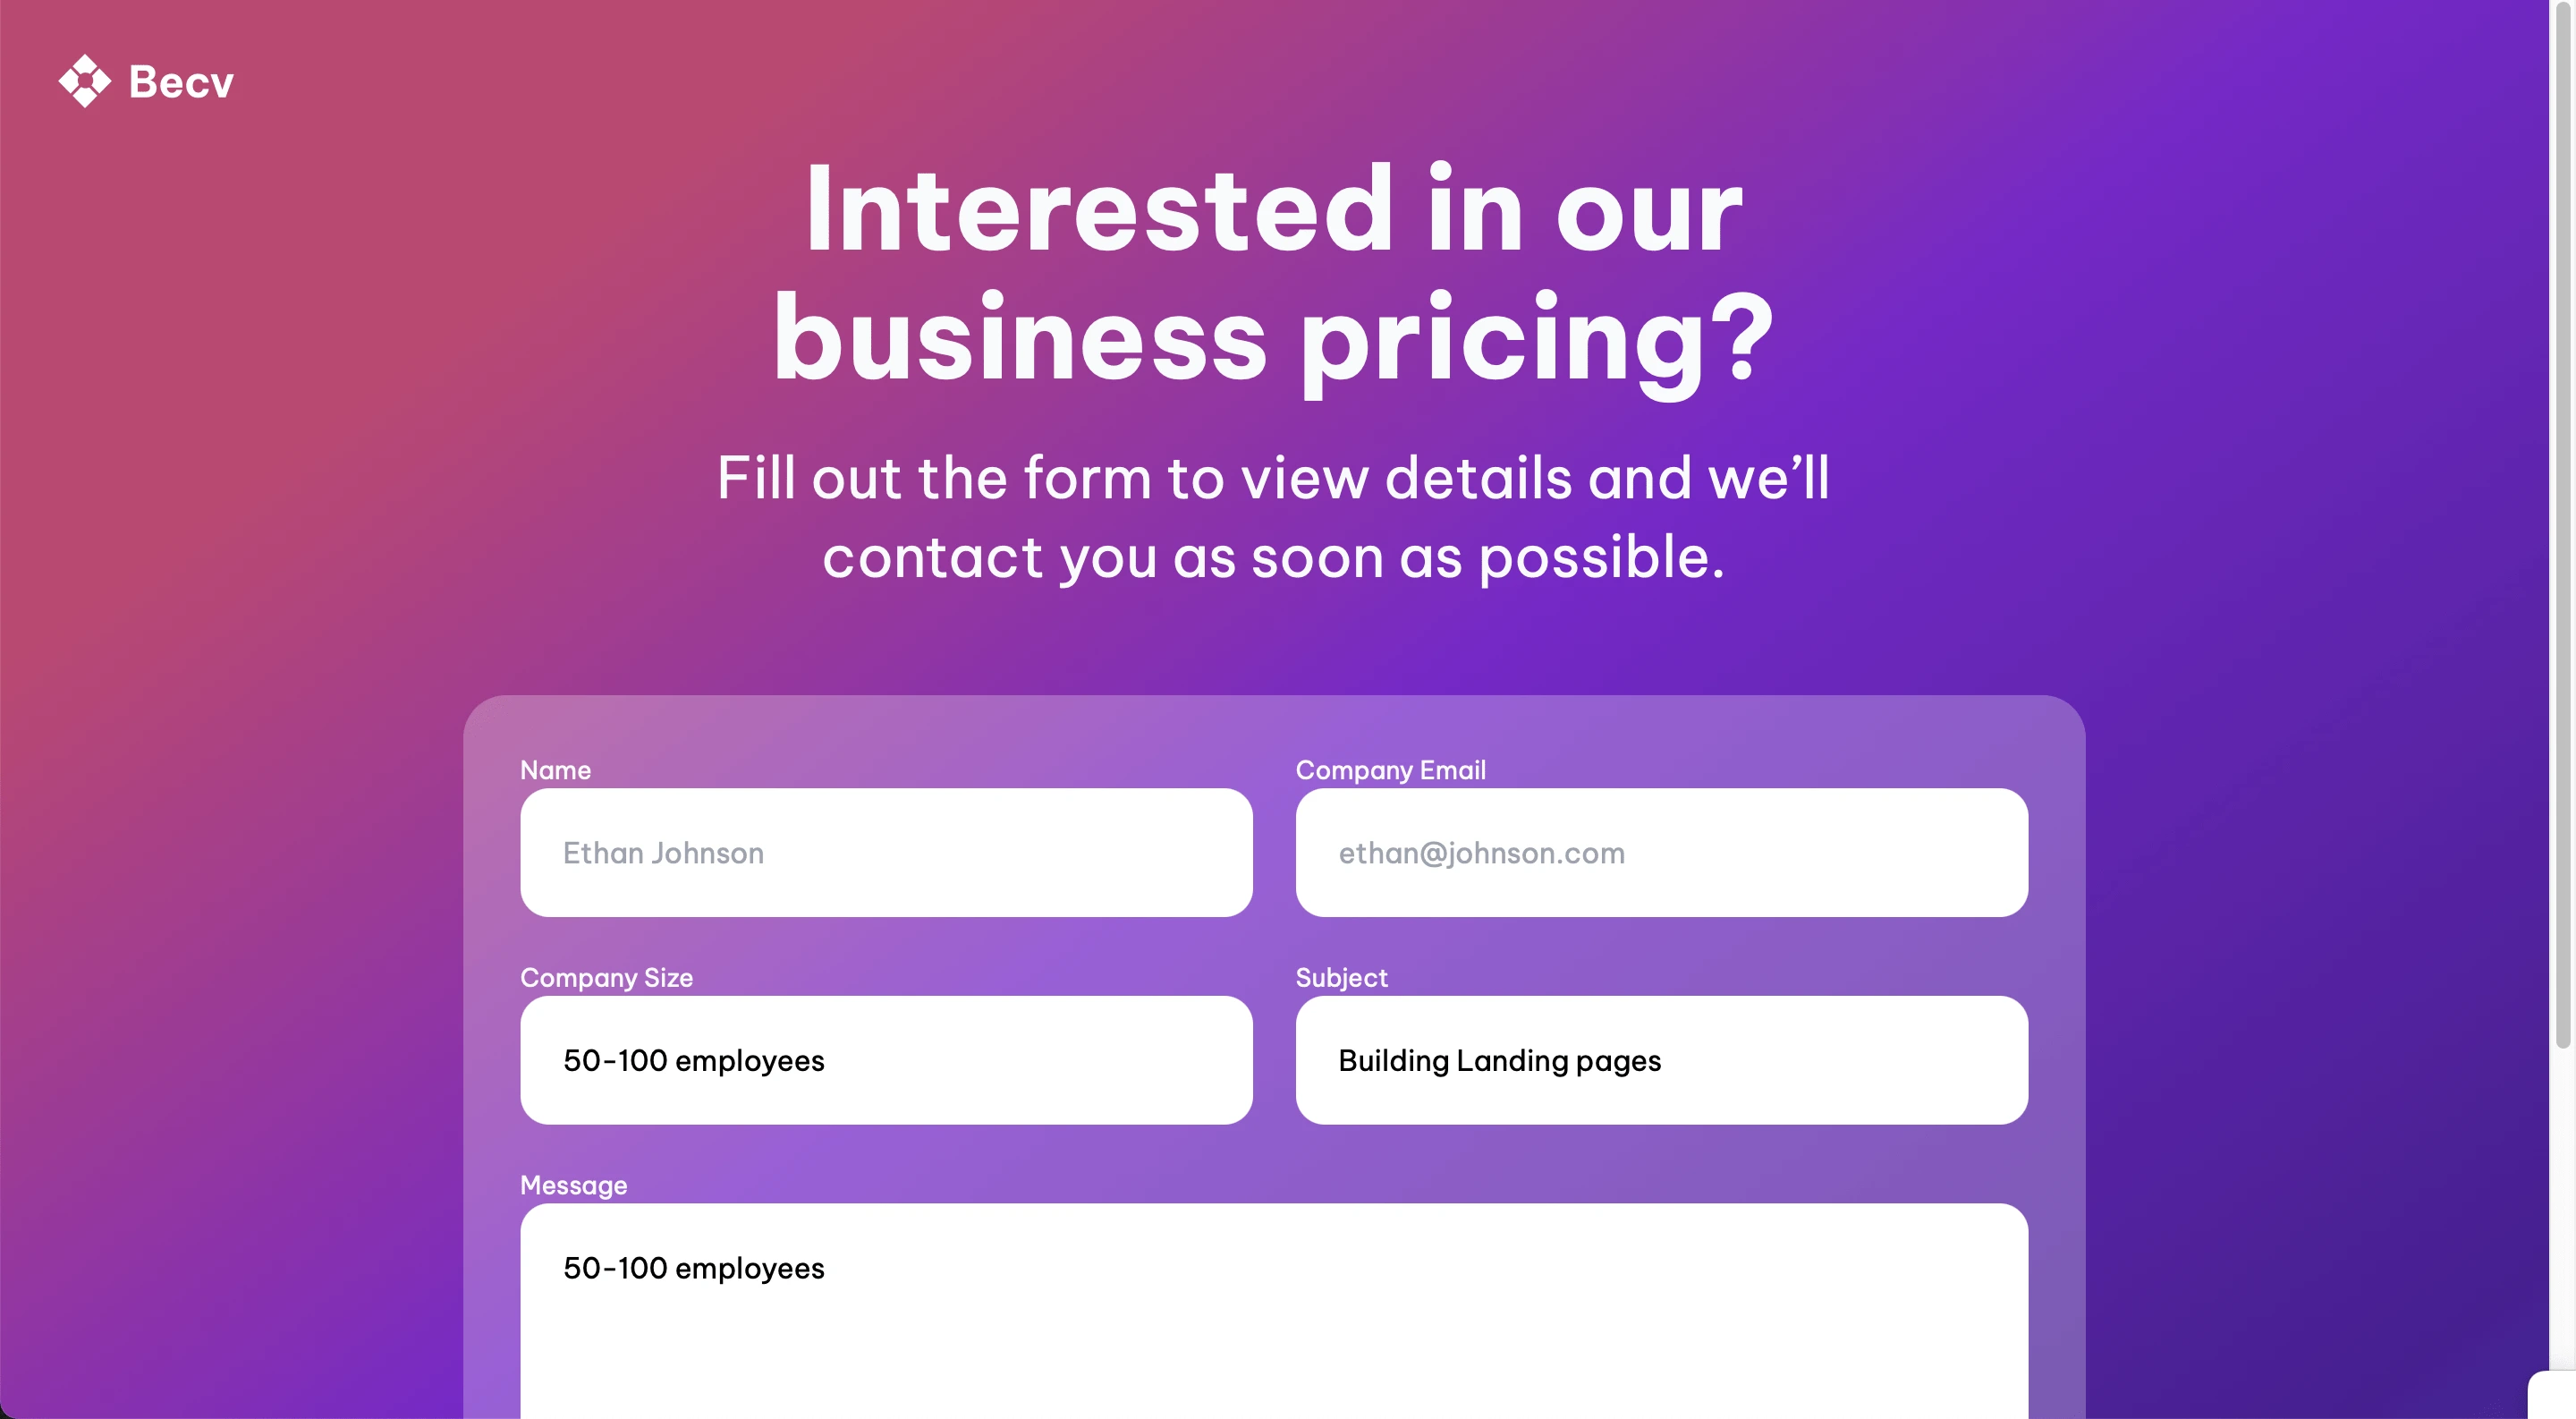 Becv
Interested in our
business pricing?
Fill out the form to view details and we’ll
contact you as soon as possible.
Name
Company Email
Ethan Johnson
ethan@johnson.com
Company Size
Subject
50-100 employees
Building Landing pages
Message
50-100 employees